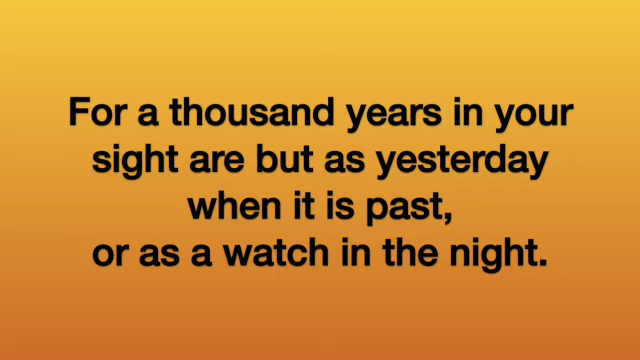 For a thousand years in your
sight are but as yesterday
when it is past,
or as a watch in the night.